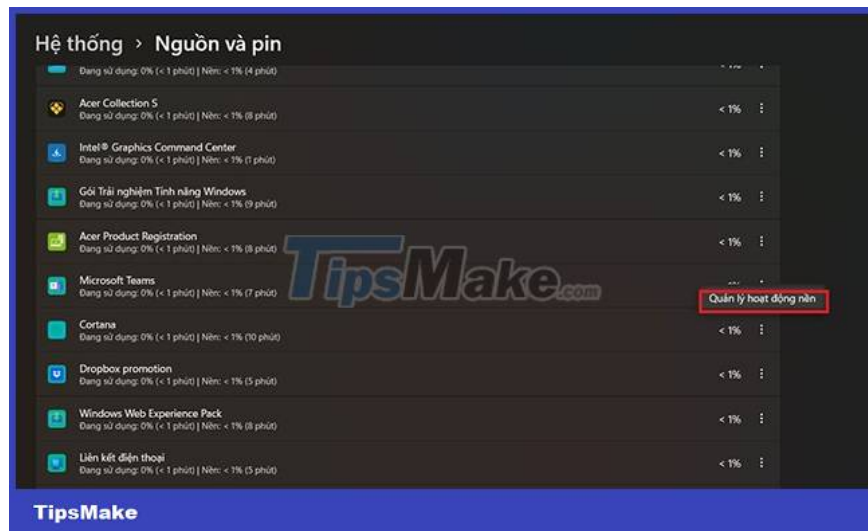 Hệ thống > Nguồn và pin
Đang sử dụng: 0% (< 1 phút) | Nền: < 1% (4 phút)
Acer Collection S
Đang sử dụng: 0% (< 1 phút) | Nền: < 1% (8 phút)
< 1%
Intel® Graphics Command Center
Đang sử dụng: 0% (< 1 phút) | Nền: < 1% (1 phút)
< 1%
Gói Trải nghiệm Tính năng Windows
Đang sử dụng: 0% (< 1 phút) | Nền: < 1% (9 phút)
< 1%
Acer Product Registration
Đang sử dụng: 0% (< 1 phút) | Nền: < 1% (8 phút)
< 1%
TipsMake.com
Microsoft Teams
Đang sử dụng: 0% (< 1 phút) | Nền: < 1% (7 phút)
Quản lý hoạt động nền
Cortana
Đang sử dụng: 0% (< 1 phút) | Nền: < 1% (10 phút)
< 1%
Dropbox promotion
Đang sử dụng: 0% (< 1 phút) | Nền: < 1% (5 phút)
< 1%
Windows Web Experience Pack
Đang sử dụng: 0% (< 1 phút) | Nền: < 1% (8 phút)
< 1%
Liên kết điện thoại
Đang sử dụng: 0% (< 1 phút) | Nền: < 1% (5 phút)
< 1%
TipsMake